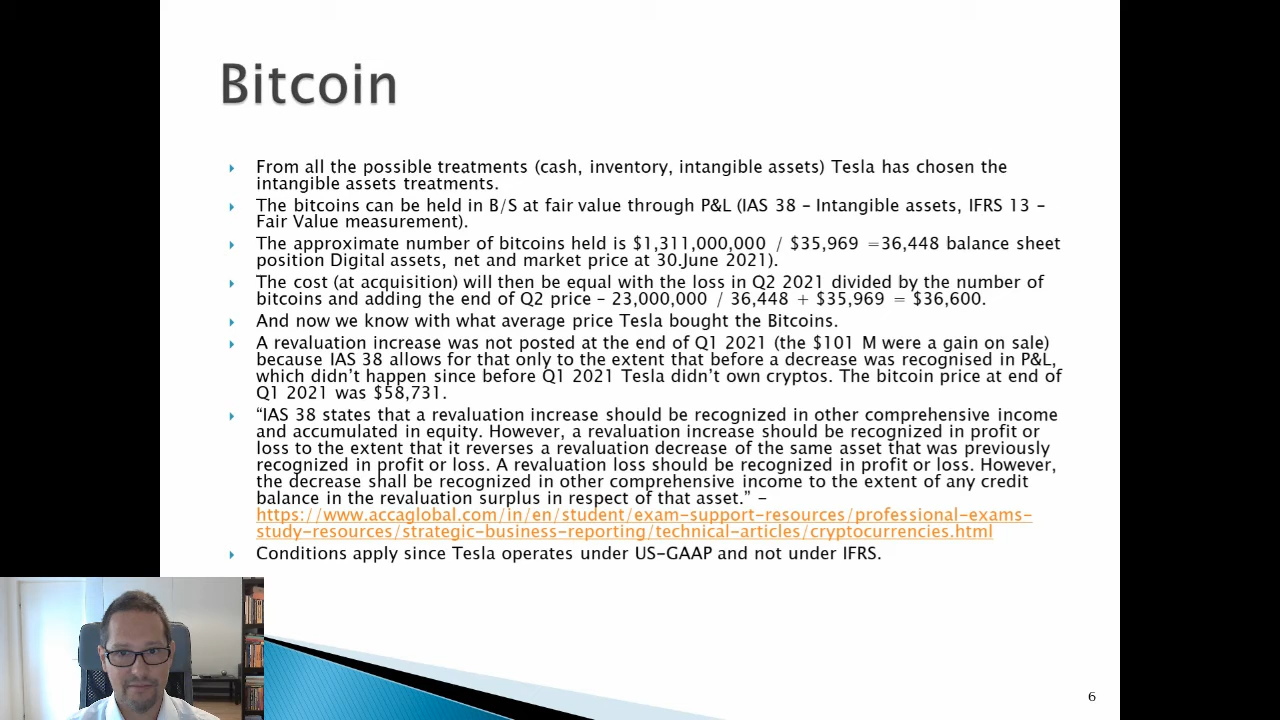 Bitcoin
From all the possible treatments (cash, inventory, intangible assets) Tesla has chosen the
intangible assets treatments.
The bitcoins can be held in B/S at fair value through P&L (IAS 38 – Intangible assets, IFRS 13 –
Fair Value measurement).
The approximate number of bitcoins held is $1,311,000,000 / $35,969 =36,448 balance sheet
position Digital assets, net and market price at 30.June 2021).
The cost (at acquisition) will then be equal with the loss in Q2 2021 divided by the number of
bitcoins and adding the end of Q2 price – 23,000,000 / 36,448 + $35,969 = $36,600.
And now we know with what average price Tesla bought the Bitcoins.
A revaluation increase was not posted at the end of Q1 2021 (the $101 M were a gain on sale)
because IAS 38 allows for that only to the extent that before a decrease was recognised in P&L,
which didn’t happen since before Q1 2021 Tesla didn’t own cryptos. The bitcoin price at end of
Q1 2021 was $58,731.
“IAS 38 states that a revaluation increase should be recognized in other comprehensive income
and accumulated in equity. However, a revaluation increase should be recognized in profit or
loss to the extent that it reverses a revaluation decrease of the same asset that was previously
recognized in profit or loss. A revaluation loss should be recognized in profit or loss. However,
the decrease shall be recognized in other comprehensive income to the extent of any credit
balance in the revaluation surplus in respect of that asset.” –
https://www.accaglobal.com/in/en/student/exam-support-resources/professional-exams-
study-resources/strategic-business-reporting/technical-articles/cryptocurrencies.html
Conditions apply since Tesla operates under US-GAAP and not under IFRS.
6